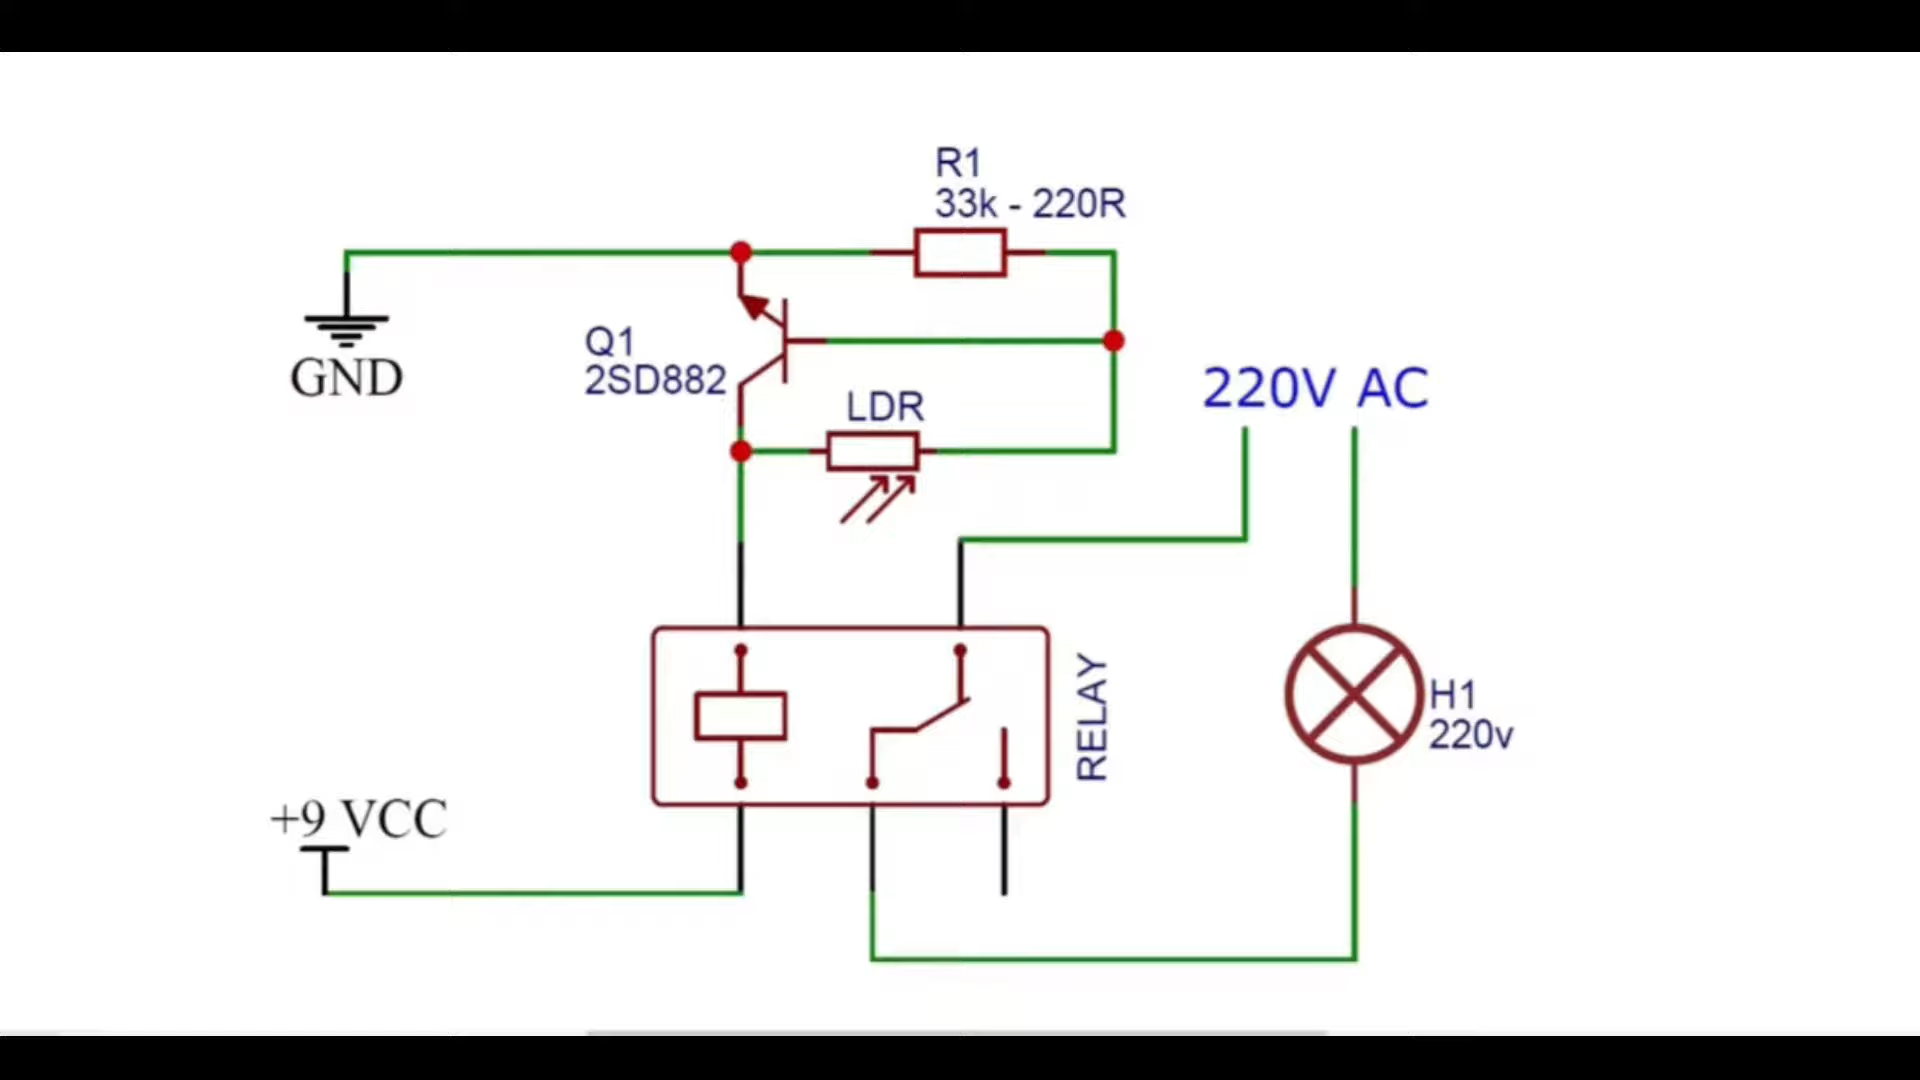 R1
33k - 220R
GND
Q1
2SD882
LDR
220V AC
RELAY
H1
220v
+9 VCC